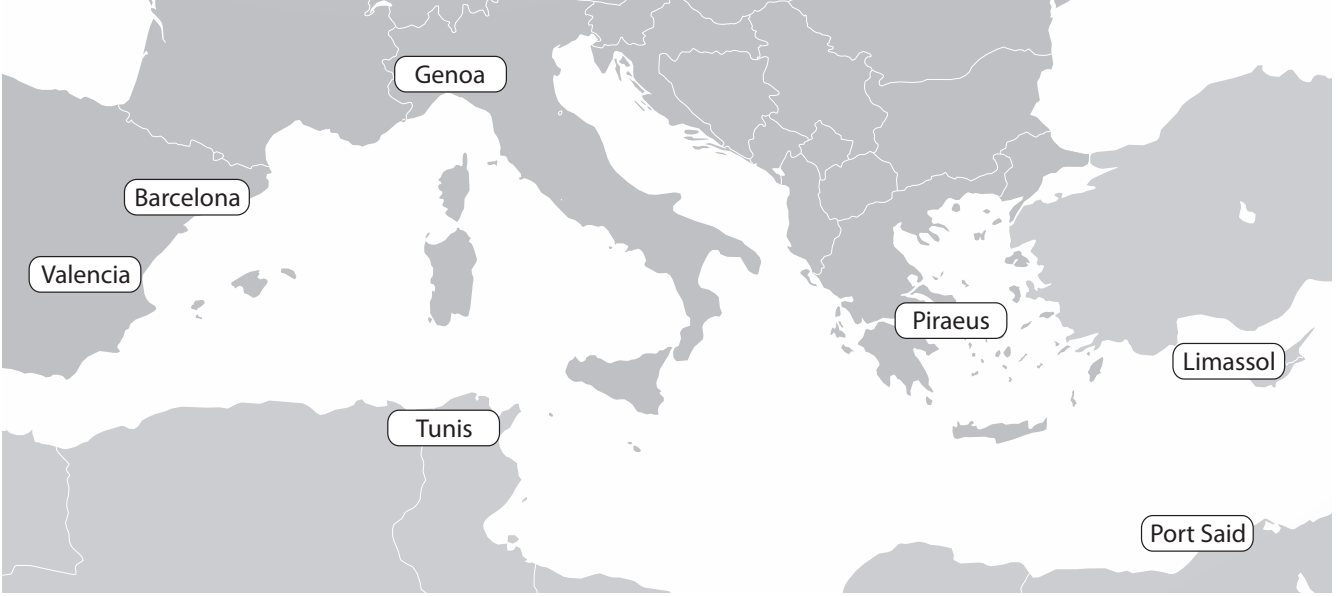 Genoa
Barcelona
Valencia
Piraeus
Limassol
Tunis
Port Said